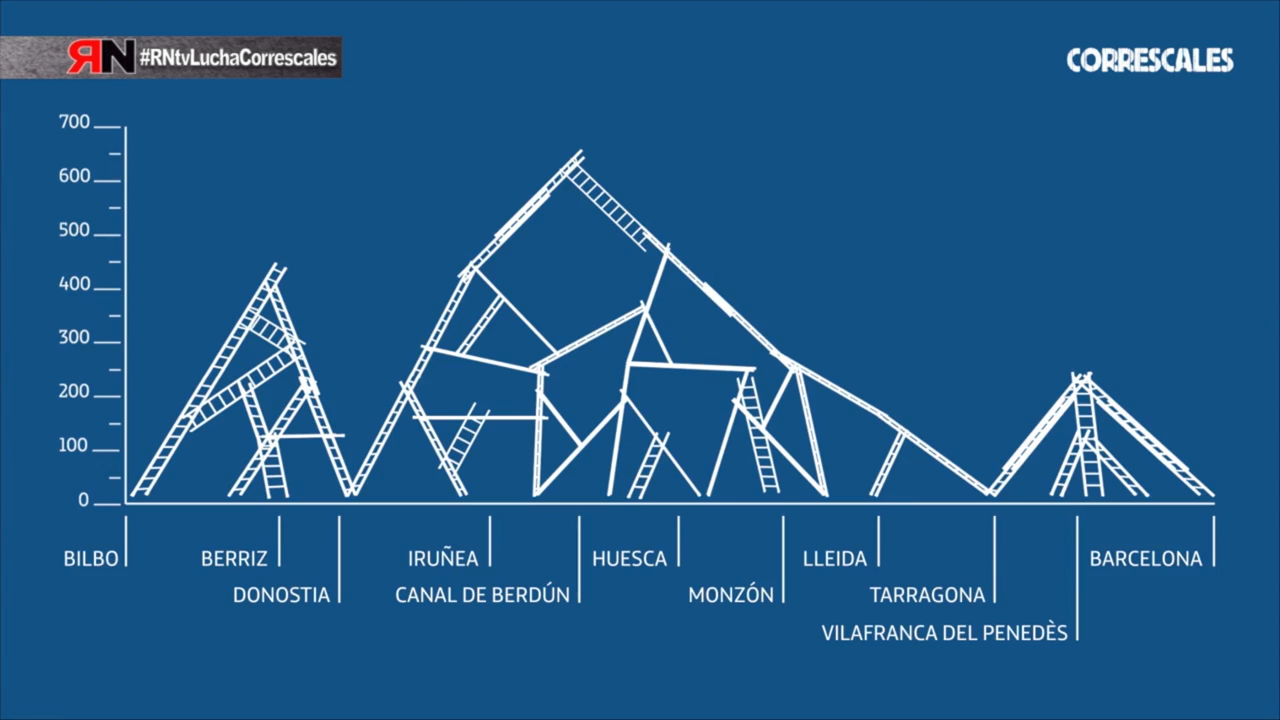 ЯN #RNtvLuchaCorrescales
CORRESCALES
700
600
500
400
300
200
100
0
BILBO
BERRIZ
IRUÑEA
HUESCA
LLEIDA
BARCELONA
DONOSTIA
CANAL DE BERDÚN
MONZÓN
TARRAGONA
VILAFRANCA DEL PENEDÈS